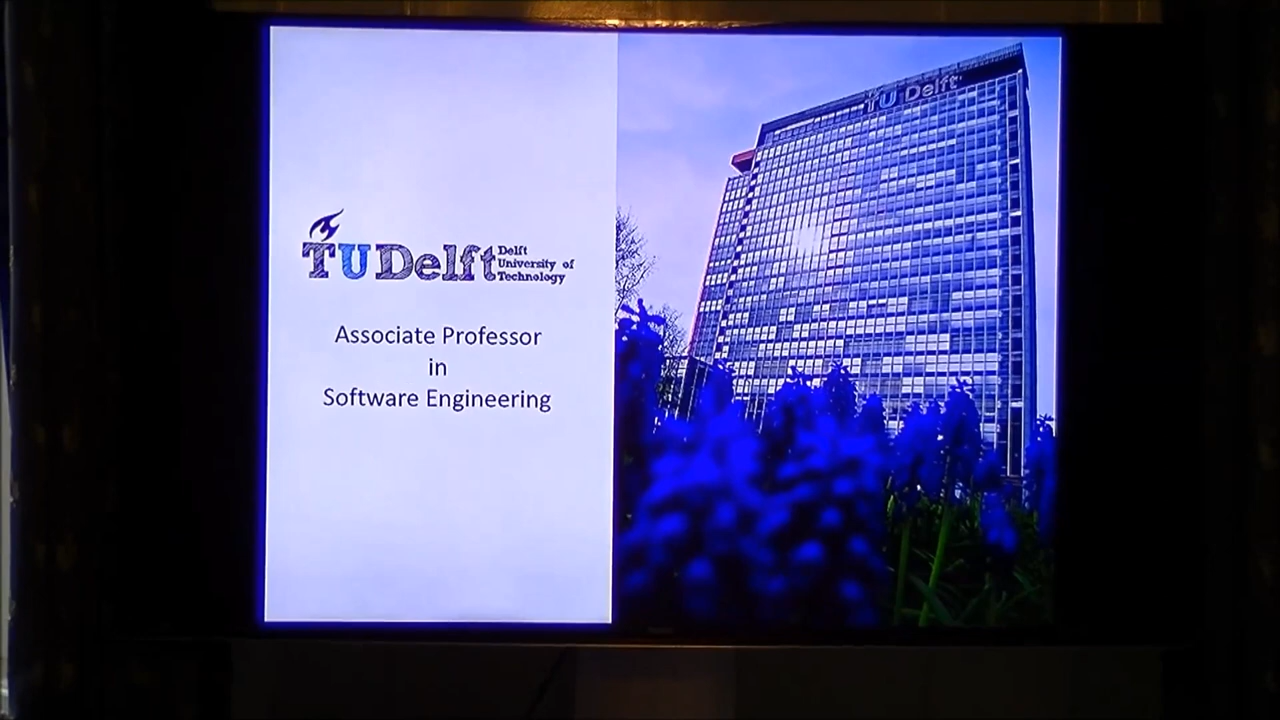 TU Delft
Delft
University of
Technology
Associate Professor
in
Software Engineering
TU Delft